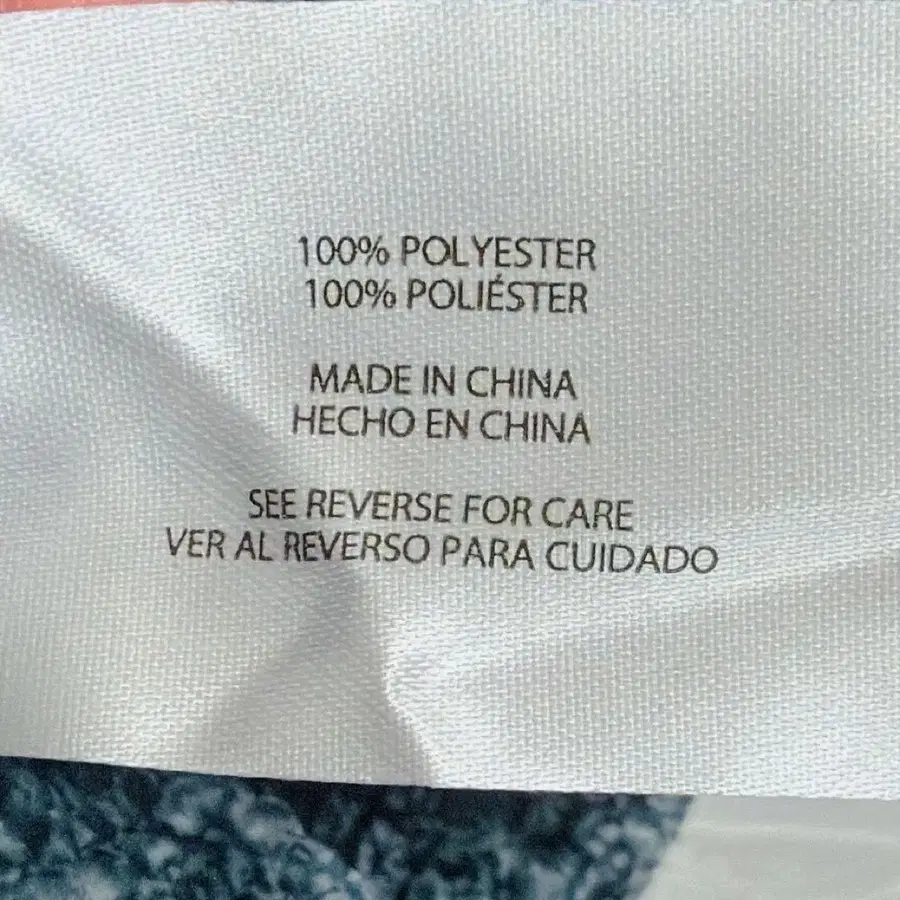 100% POLYESTER
100% POLIÉSTER
MADE IN CHINA
HECHO EN CHINA
SEE REVERSE FOR CARE
VER AL REVERSO PARA CUIDADO